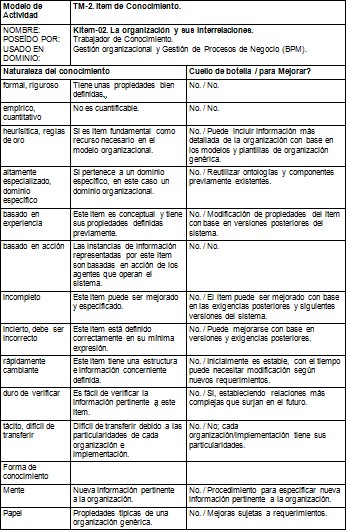 Modelo de TM-2. Item de Conocimiento.
Actividad
NOMBRE: Kitem-02. La organización y sus interrelaciones.
POSEÍDO POR: Trabajador de Conocimiento.
USADO EN Gestión organizacional y Gestión de Procesos de Negocio (BPM).
DOMINIO:
Naturaleza del conocimiento Cuello de botella / para Mejorar?
formal, riguroso Tiene unas propiedades bien No. / No.
definidas.
empírico, No es cuantificable. No. / No.
cuantitativo
heurísitica, reglas Si es item fundamental como No. / Puede incluir información más
de oro recurso necesario en el detallada de la organización con base en
modelo organizacional. los modelos y plantillas de organización
genérica.
altamente Si pertenece a un dominio No. / Reutilizar ontologías y componentes
especializado, específico, en este caso un previamente existentes.
dominio dominio organizacional.
específico
basado en Este item es conceptual y tiene No. / Modificación de propiedades del item
experiencia sus propiedades definidas con base en versiones posteriores del
previamente. sistema.
basado en acción Las instancias de información No. / No.
representadas por este item
son basadas en acción de los
agentes que operan el
sistema.
incompleto Este item puede ser mejorado No. / El item puede ser mejorado con base
y especificado. en las exigencias posteriores y siguientes
versiones del sistema.
incierto, debe ser Este item está definido No. / Puede mejorarse con base en
incorrecto correctamente en su mínima versiones y exigencias posteriores.
expresión.
rápidamente Este item tiene una estructura No. / Inicialmente es estable, con el tiempo
cambiante e información concerniente puede necesitar modificación según
definida. nuevos requerimientos.
duro de verificar Es fácil de verificar la No. / Si, estableciendo relaciones más
información pertinente a este complejas que surjan en el futuro.
item.
tácito, difícil de Difícil de transferir debido a las No. / No; cada
transferir particularidades de cada organización/implementación tiene sus
organización e particularidades.
implementación.
Forma de
conocimiento
Mente Nueva información pertinente No. / Procedimiento para especificar nueva
a la organización. información pertinente a la organización.
Papel Propiedades típicas de una No. / Mejoras sujetas a requerimientos.
organización genérica.